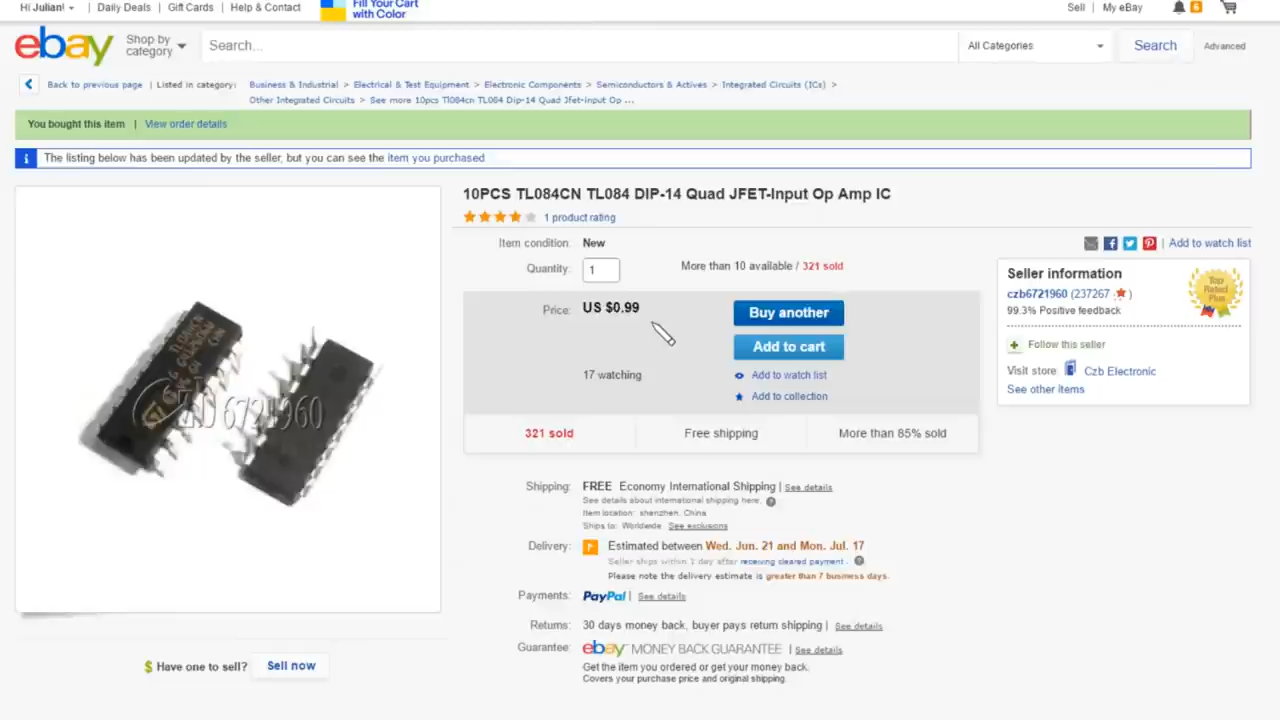 Hi Julian! | Daily Deals | Gift Cards | Help & Contact
Fill Your Cart
with Color
Sell | My eBay
6
ebay
Shop by
category
Search...
All Categories
Search
Advanced
Back to previous page | Listed in category:
Business & Industrial > Electrical & Test Equipment > Electronic Components > Semiconductors & Actives > Integrated Circuits (ICs) >
Other Integrated Circuits > See more 10pcs Tl084cn TL084 Dip-14 Quad Jfet-Input Op ...
You bought this item | View order details
i The listing below has been updated by the seller, but you can see the item you purchased
10PCS TL084CN TL084 DIP-14 Quad JFET-Input Op Amp IC
1 product rating
Item condition: New
Quantity: 1
More than 10 available / 321 sold
| Add to watch list
Price: US $0.99
Buy another
Add to cart
17 watching
Add to watch list
Add to collection
321 sold
Free shipping
More than 85% sold
Seller information
czb6721960 (237267 )
99.3% Positive feedback
Top
Rated
Plus
Follow this seller
Visit store: Czb Electronic
See other items
6721960
Shipping: FREE Economy International Shipping | See details
See details about international shipping here.
Item location: shenzhen, China
Ships to: Worldwide See exclusions
Delivery: Estimated between Wed. Jun. 21 and Mon. Jul. 17
Seller ships within 1 day after receiving cleared payment.
Please note the delivery estimate is greater than 7 business days.
Payments: PayPal | See details
Returns: 30 days money back, buyer pays return shipping | See details
Guarantee: ebay MONEY BACK GUARANTEE | See details
Get the item you ordered or get your money back.
Covers your purchase price and original shipping.
$ Have one to sell? Sell now